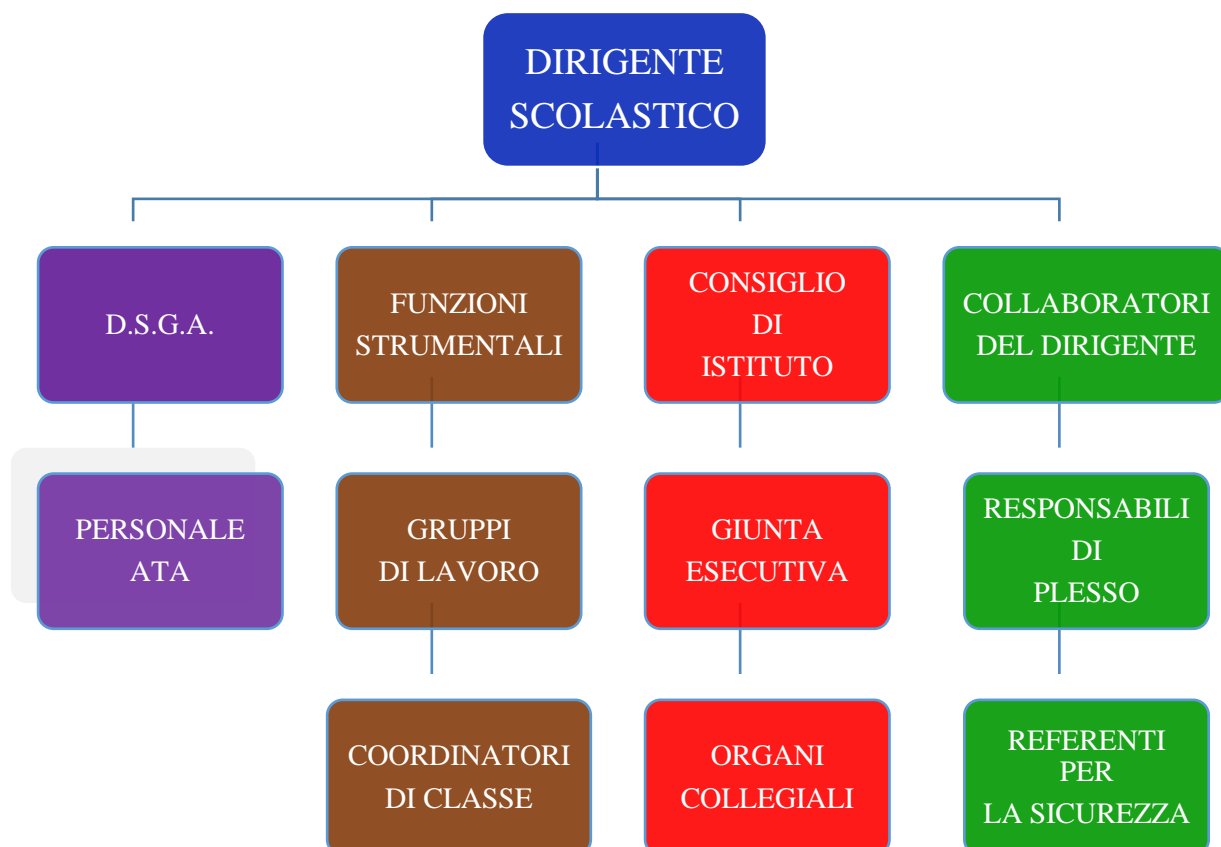 DIRIGENTE
SCOLASTICO
D.S.G.A.
FUNZIONI
STRUMENTALI
CONSIGLIO
DI
ISTITUTO
COLLABORATORI
DEL DIRIGENTE
PERSONALE
ATA
GRUPPI
DI LAVORO
GIUNTA
ESECUTIVA
RESPONSABILI
DI
PLESSO
COORDINATORI
DI CLASSE
ORGANI
COLLEGIALI
REFERENTI
PER
LA SICUREZZA